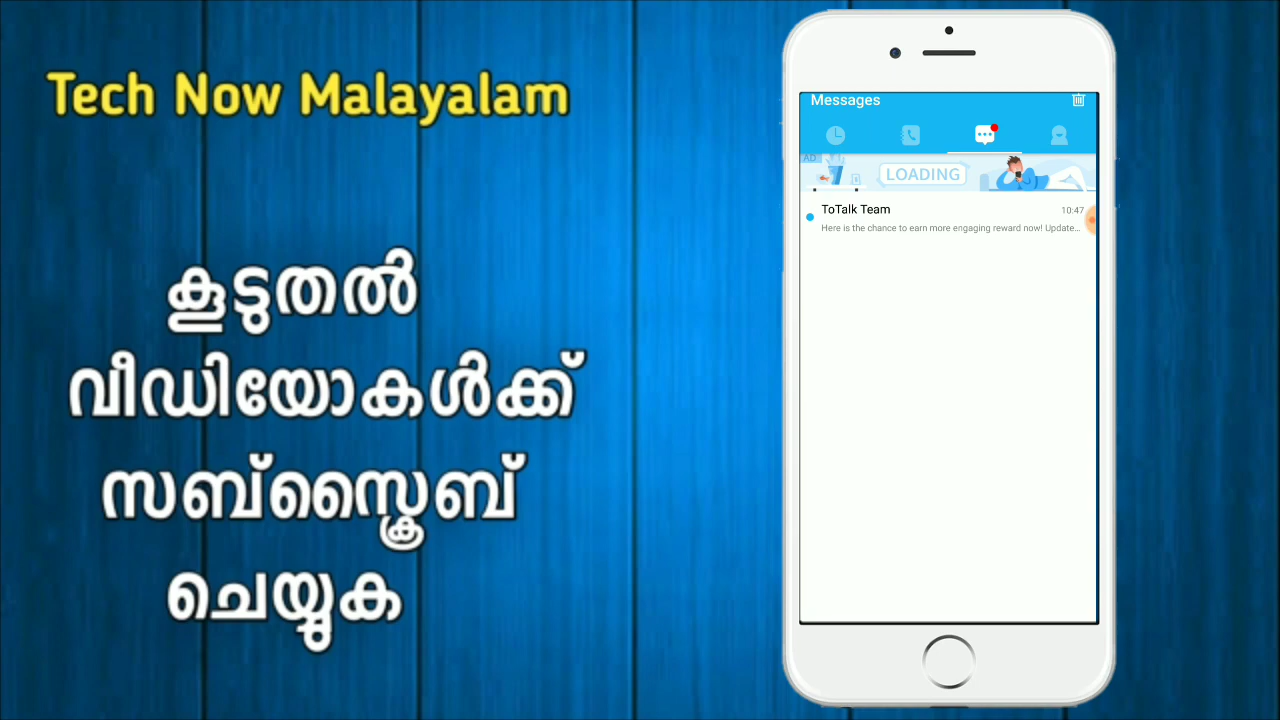 Tech Now Malayalam
കൂടുതൽ
വീഡിയോകൾക്ക്
സബ്സ്ക്രൈബ്
ചെയ്യുക
Messages
AD
LOADING
ToTalk Team 10:47
Here is the chance to earn more engaging reward now! Update...